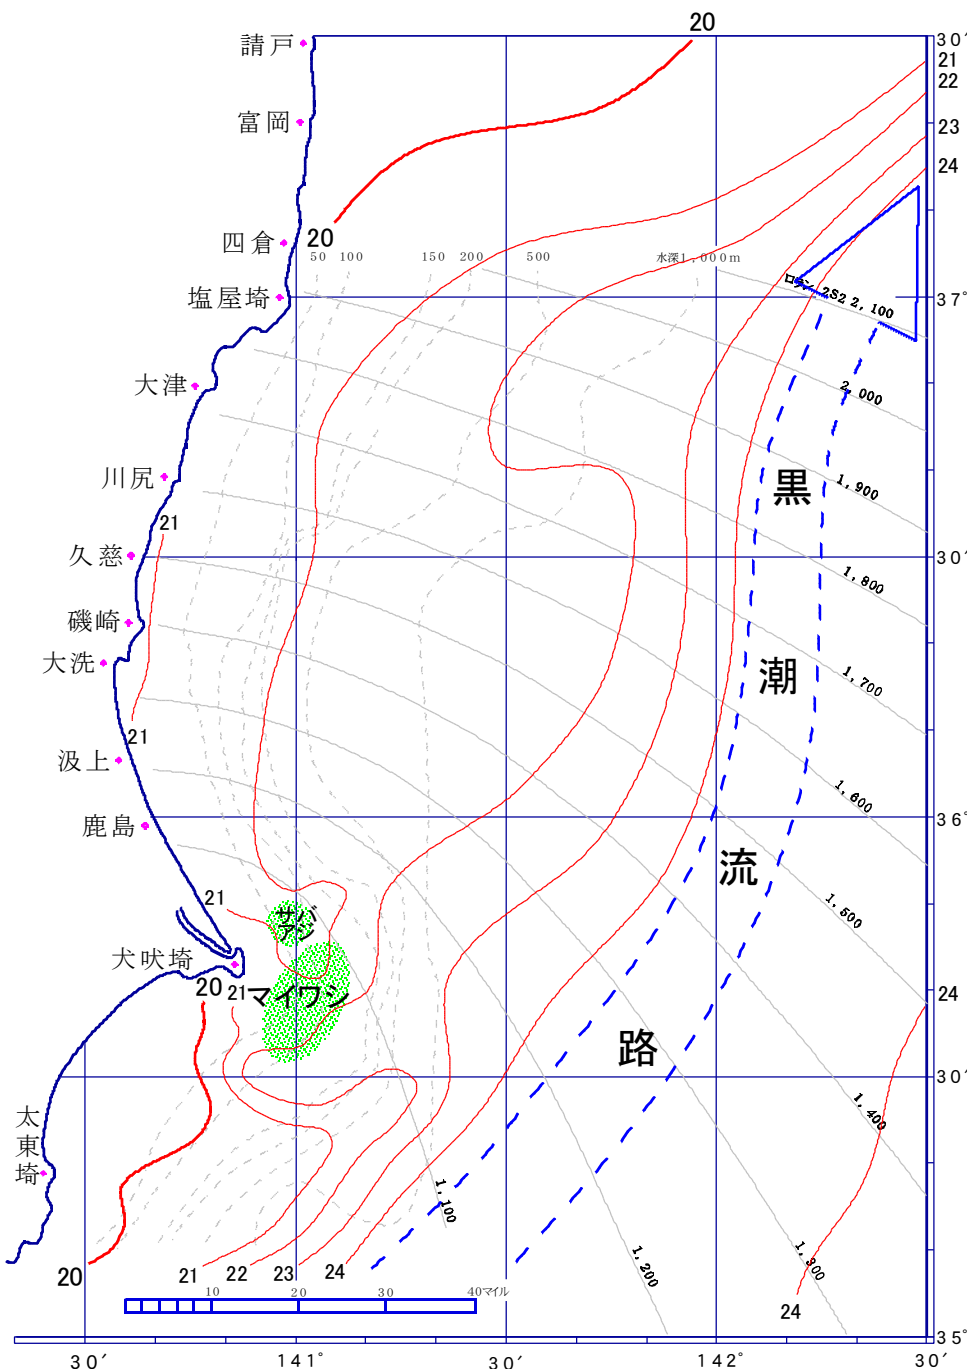 20
請戸
30′
21
22
富岡
23
24
四倉
20
50 100
150 200
500
水深1,000m
塩屋埼
2S2 2,100
37°
大津
2,000
川尻
黒
1,900
21
久慈
30′
1,800
磯崎
大洗
潮
1,700
21
汲上
1,600
鹿島
36°
流
21
サバ
アジ
1,500
犬吠埼
20
21
マイワシ
24
路
30′
1,400
太東埼
1,100
1,200
1,300
20
21
22
23
24
10
20
30
40マイル
24
35°
30′
141°
30′
142°
30′